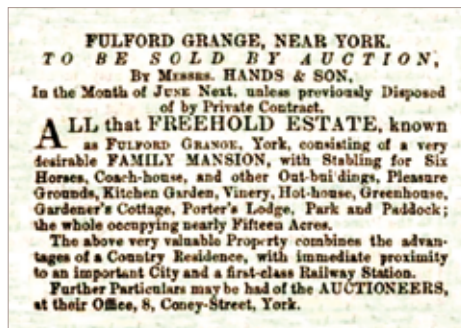 FULFORD GRANGE, NEAR YORK.
TO BE SOLD BY AUCTION,
BY MESSRS. HANDS & SON,
In the Month of JUNE Next, unless previously Disposed
of by Private Contract.
ALL that FREEHOLD ESTATE, known
as FULFORD GRANGE, York, consisting of a very
desirable FAMILY MANSION, with Stabling for Six
Horses, Coach-house, and other Out-buildings, Pleasure
Grounds, Kitchen Garden, Vinery, Hot-house, Greenhouse,
Gardener's Cottage, Porter's Lodge, Park and Paddock;
the whole occupying nearly Fifteen Acres.
The above very valuable Property combines the advan-
tages of a Country Residence, with immediate proximity
to an important City and a first-class Railway Station.
Further Particulars may be had of the AUCTIONEERS,
at their Office, 8, Coney-Street, York.